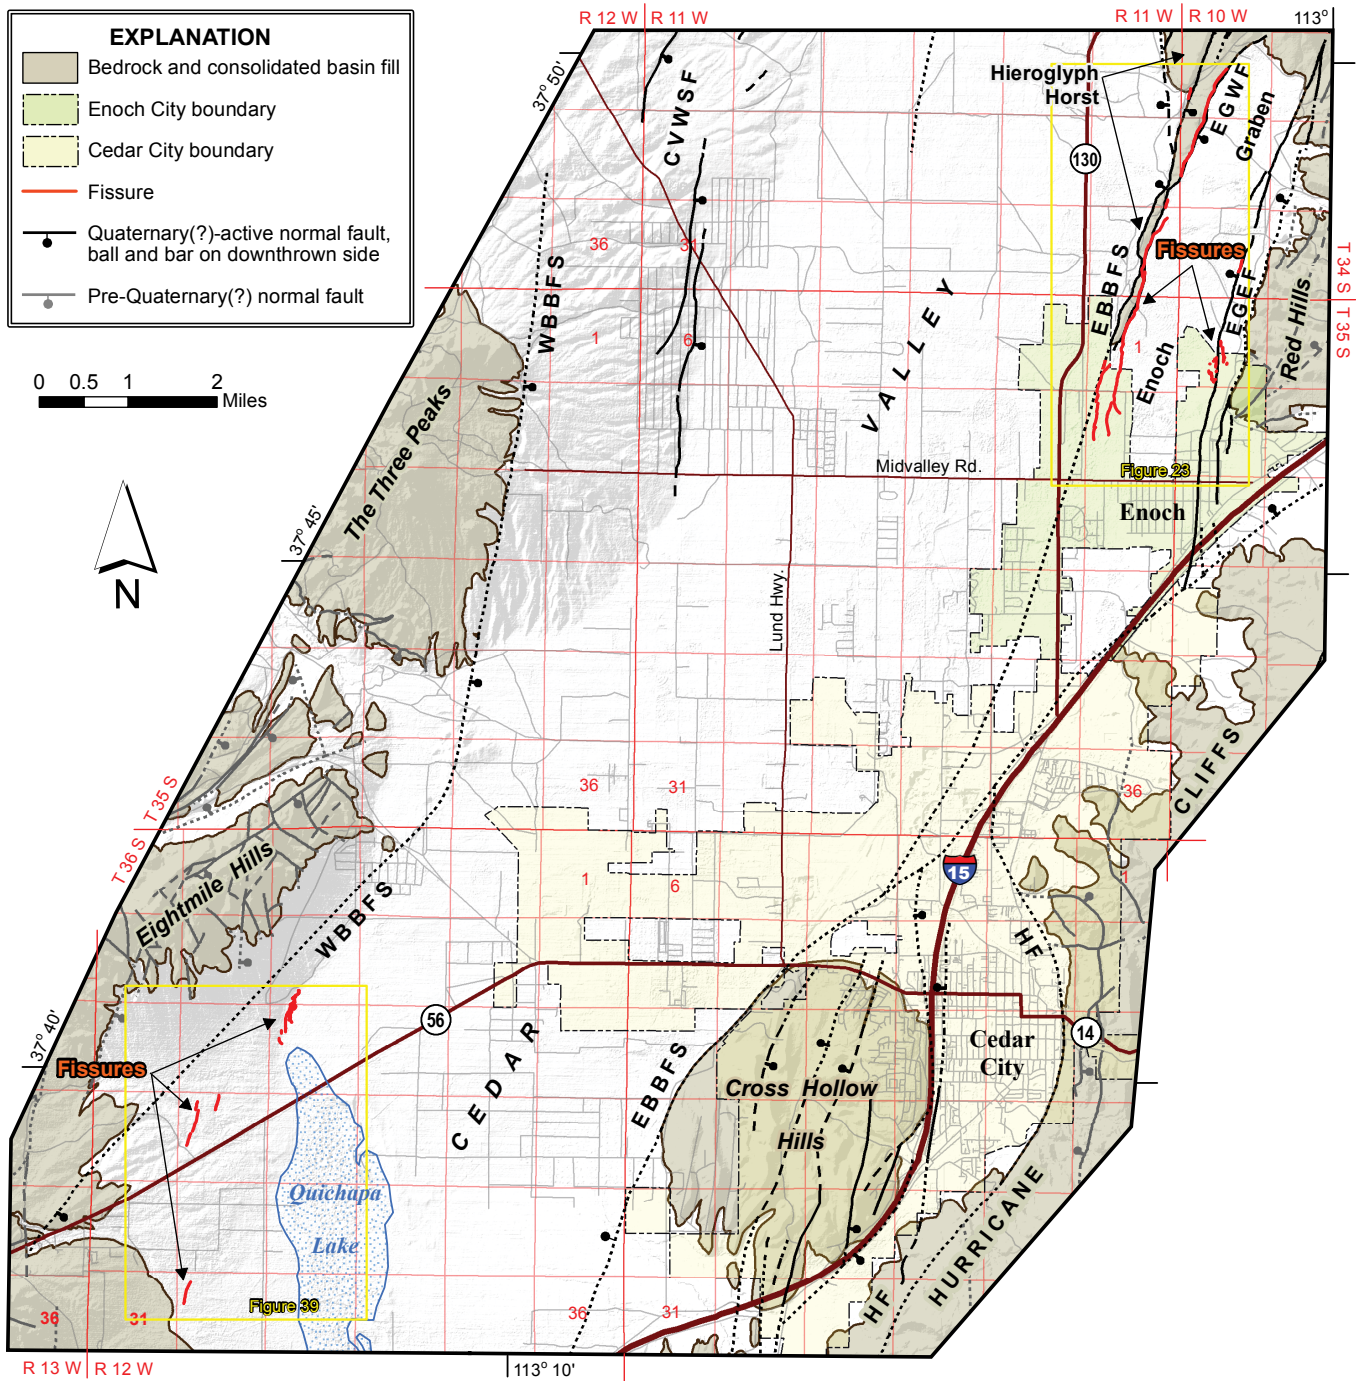 EXPLANATION
Bedrock and consolidated basin fill
Enoch City boundary
Cedar City boundary
Fissure
Quaternary(?)-active normal fault,
ball and bar on downthrown side
Pre-Quaternary(?) normal fault
0 0.5 1 2
Miles
N
R 12 W R 11 W
R 11 W R 10 W
113°
37° 50'
CVWSF
Hieroglyph
Horst
EGWF
Graben
130
36
31
WBBFS
EBBFS
Fissures
T 34 S
T 35 S
EGEF
Red Hills
VALLEY
1
6
1
Enoch
The Three Peaks
Midvalley Rd.
Figure 23
Enoch
37° 45'
Lund Hwy.
T 35 S
T 36 S
36
31
36
CLIFFS
1
6
1
15
Eightmile Hills
WBBFS
HF
37° 40'
56
CEDAR
EBBFS
Cedar
City
14
Fissures
Cross Hollow
Hills
Quichapa
Lake
HURRICANE
HF
Figure 39
36
31
36
31
R 13 W R 12 W
113° 10'